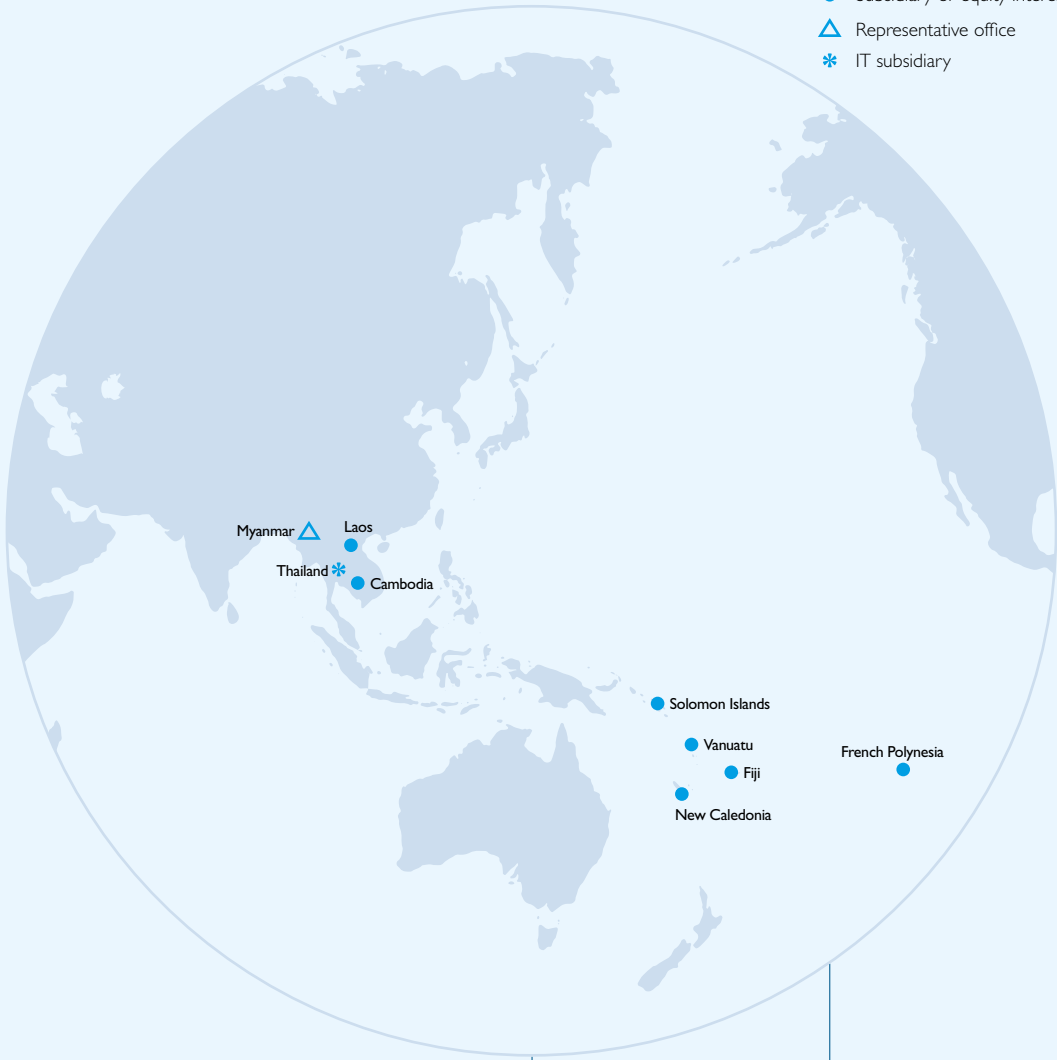 Representative office
IT subsidiary
Myanmar
Laos
Thailand
Cambodia
Solomon Islands
Vanuatu
French Polynesia
Fiji
New Caledonia